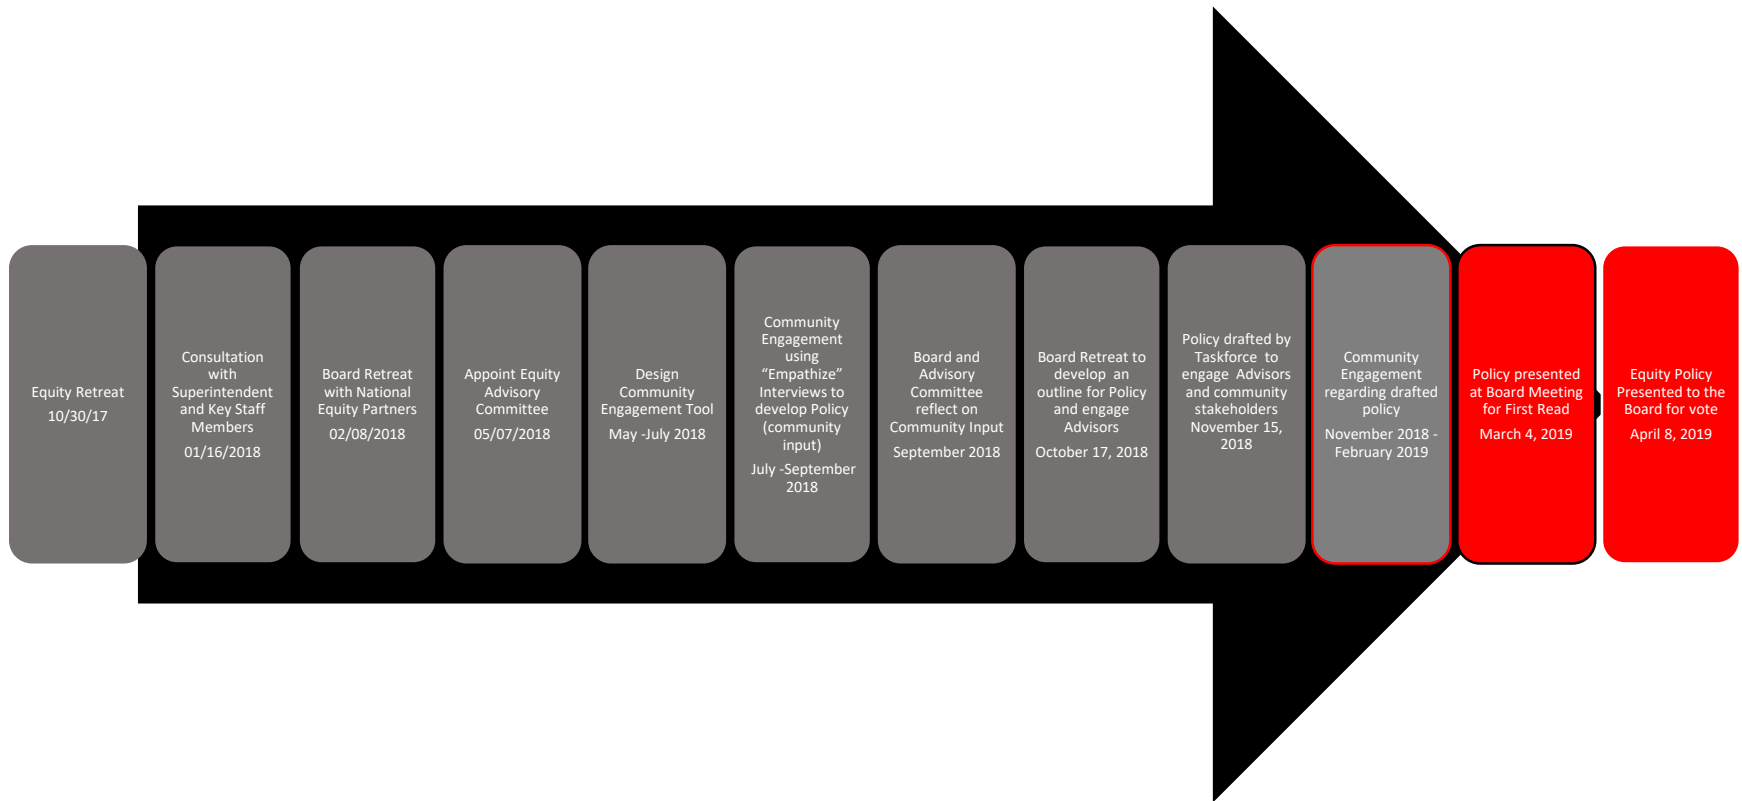 Equity Retreat
10/30/17
Consultation
with
Superintendent
and Key Staff
Members
01/16/2018
Board Retreat
with National
Equity Partners
02/08/2018
Appoint Equity
Advisory
Committee
05/07/2018
Design
Community
Engagement Tool
May -July 2018
Community
Engagement
using
“Empathize”
Interviews to
develop Policy
(community
input)
July -September
2018
Board and
Advisory
Committee
reflect on
Community Input
September 2018
Board Retreat to
develop an
outline for Policy
and engage
Advisors
October 17, 2018
Policy drafted by
Taskforce to
engage Advisors
and community
stakeholders
November 15,
2018
Community
Engagement
regarding drafted
policy
November 2018 -
February 2019
Policy presented
at Board Meeting
for First Read
March 4, 2019
Equity Policy
Presented to the
Board for vote
April 8, 2019